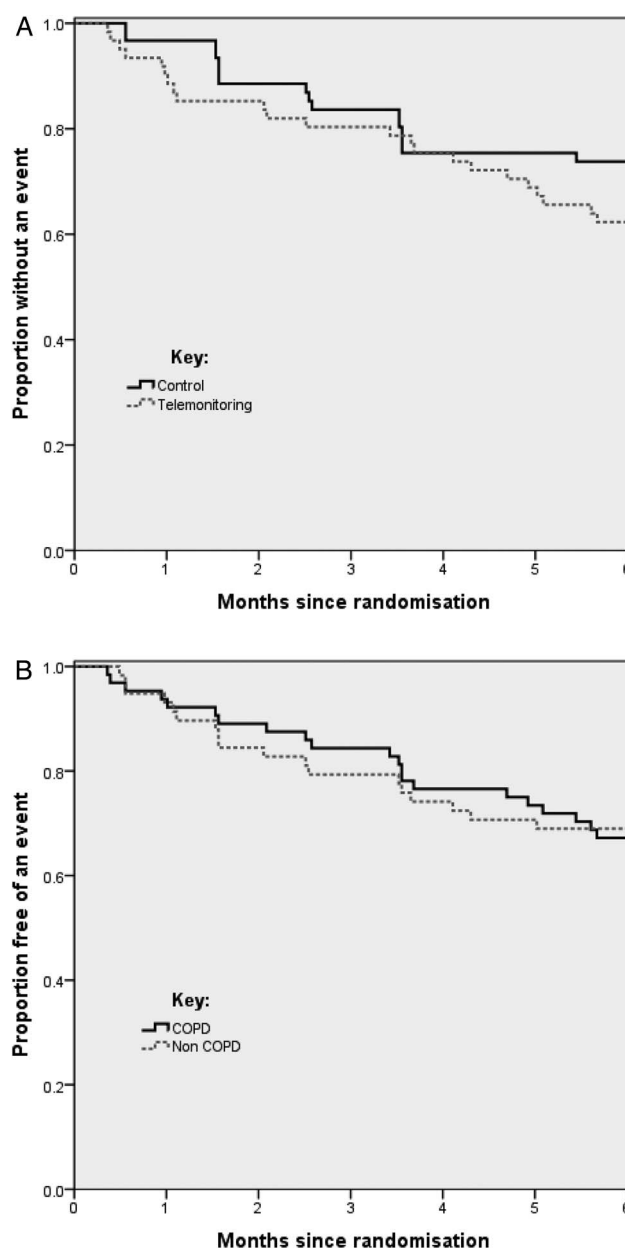 A
Proportion without an event
1.0
0.8
0.6
0.4
0.2
0.0
Key:
Control
Telemonitoring
0 1 2 3 4 5 6
Months since randomisation
B
Proportion free of an event
1.0
0.8
0.6
0.4
0.2
0.0
Key:
COPD
Non COPD
0 1 2 3 4 5 6
Months since randomisation